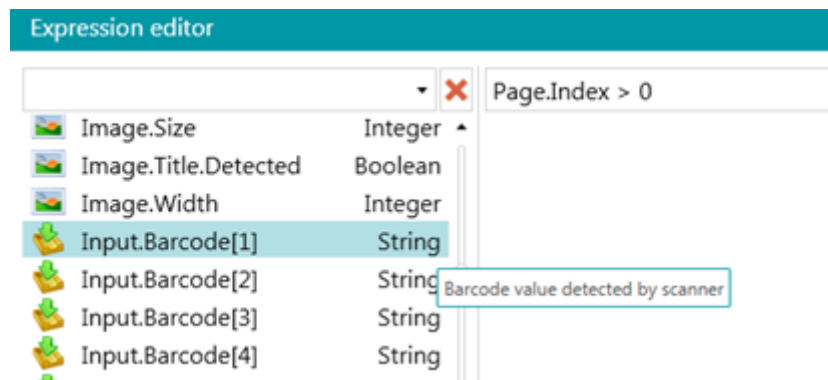 Expression editor
Page.Index > 0
Image.Size Integer
Image.Title.Detected Boolean
Image.Width Integer
Input.Barcode[1] String
Input.Barcode[2] String
Barcode value detected by scanner
Input.Barcode[3] String
Input.Barcode[4] String